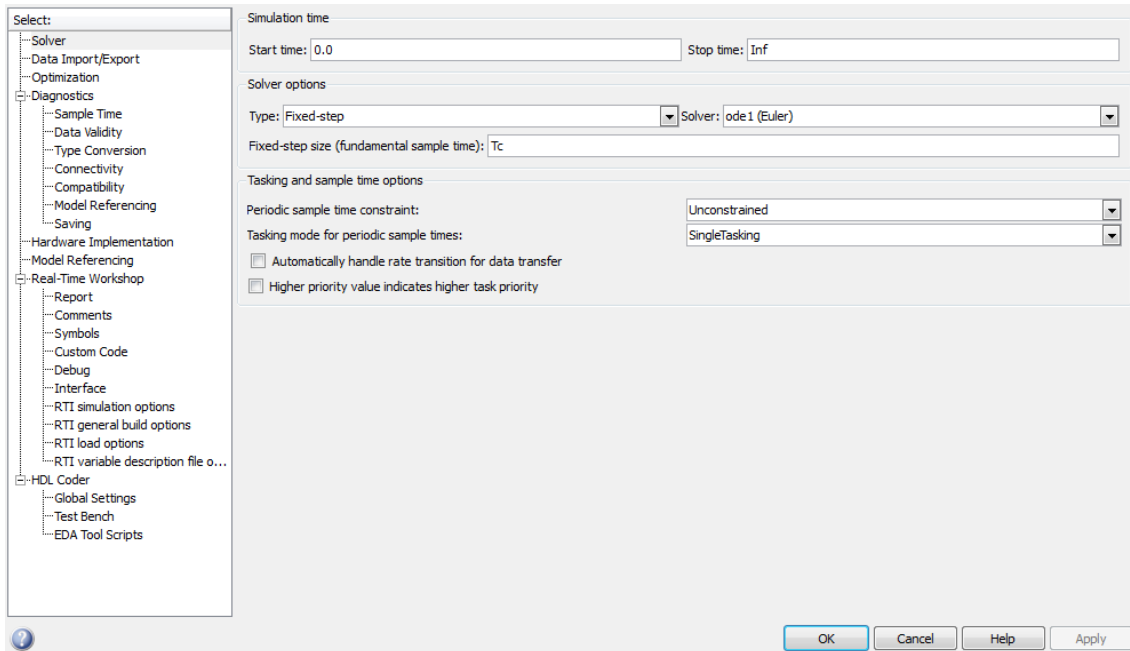 Select:
Solver
Data Import/Export
Optimization
Diagnostics
Sample Time
Data Validity
Type Conversion
Connectivity
Compatibility
Model Referencing
Saving
Hardware Implementation
Model Referencing
Real-Time Workshop
Report
Comments
Symbols
Custom Code
Debug
Interface
RTI simulation options
RTI general build options
RTI load options
RTI variable description file o...
HDL Coder
Global Settings
Test Bench
EDA Tool Scripts
Simulation time
Start time: 0.0 Stop time: Inf
Solver options
Type: Fixed-step Solver: ode1 (Euler)
Fixed-step size (fundamental sample time): Tc
Tasking and sample time options
Periodic sample time constraint: Unconstrained
Tasking mode for periodic sample times: SingleTasking
Automatically handle rate transition for data transfer
Higher priority value indicates higher task priority
? OK Cancel Help Apply